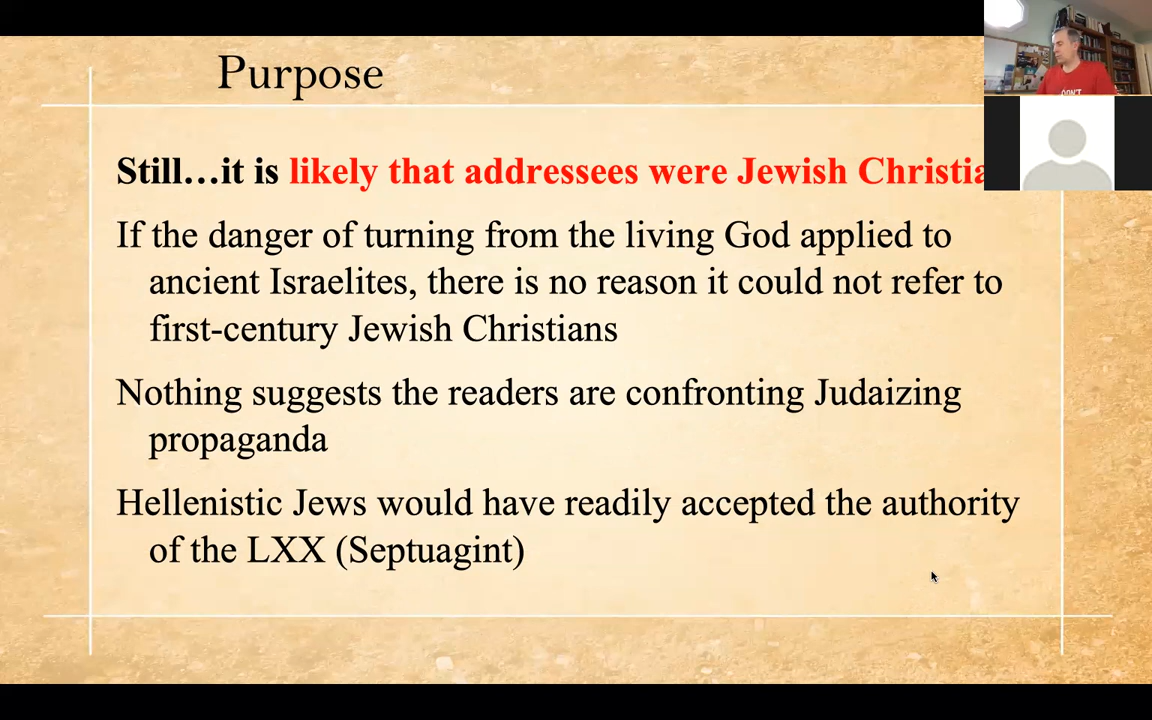 Purpose
Still…it is likely that addressees were Jewish
If the danger of turning from the living God applied to
ancient Israelites, there is no reason it could not refer to
first-century Jewish Christians
Nothing suggests the readers are confronting Judaizing
propaganda
Hellenistic Jews would have readily accepted the authority
of the LXX (Septuagint)
DON'T